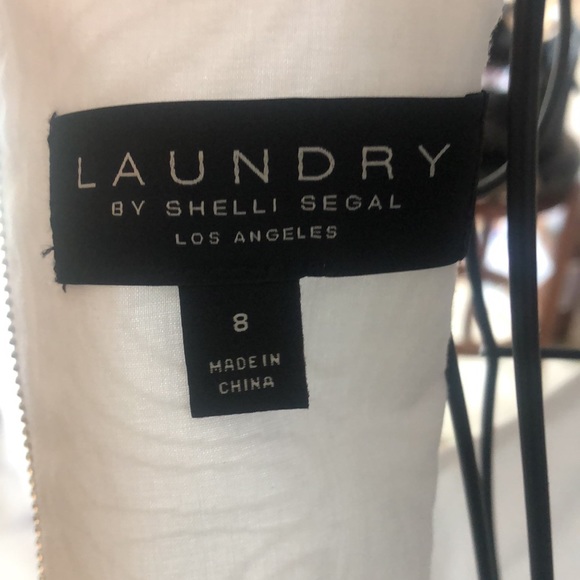 LAUNDRY
BY SHELLI SEGAL
LOS ANGELES
8
MADE IN
CHINA